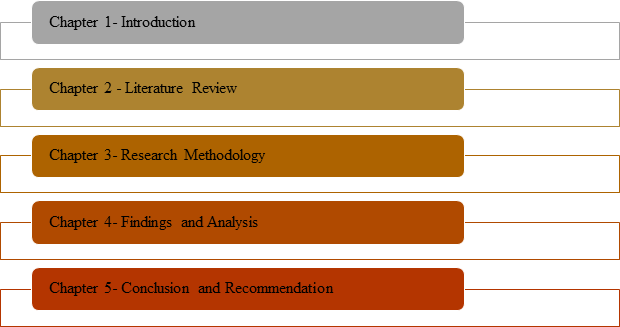 Chapter 1- Introduction
Chapter 2 - Literature Review
Chapter 3- Research Methodology
Chapter 4- Findings and Analysis
Chapter 5- Conclusion and Recommendation